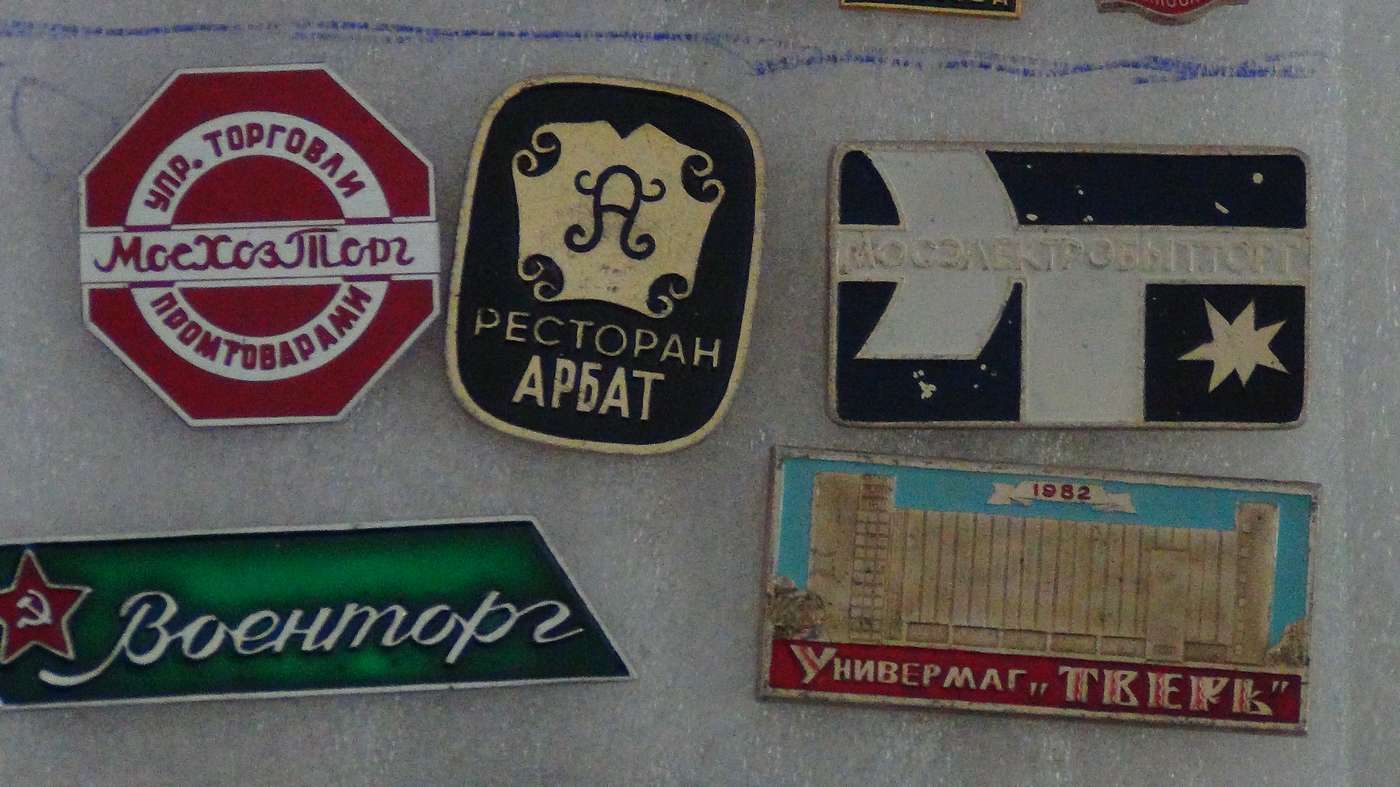 УПР. ТОРГОВЛИ
МосХозТорг
ПРОМТОВАРАМИ
РЕСТОРАН
АРБАТ
МОСЭЛЕКТРОБЫТТОРГ
Военторг
1982
УНИВЕРМАГ „ТВЕРЬ"